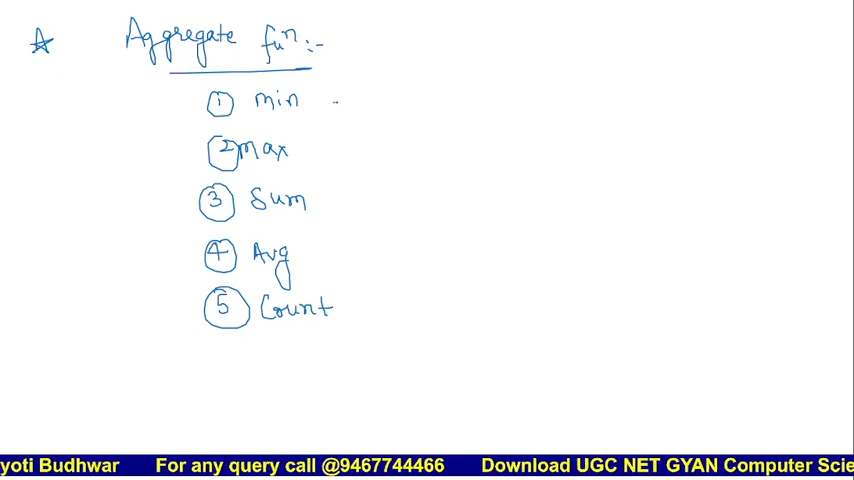 ☆ Aggregate funⁿ:-
① min
② max
③ Sum
④ Avg
⑤ Count
yoti Budhwar For any query call @9467744466 Download UGC NET GYAN Computer Scie